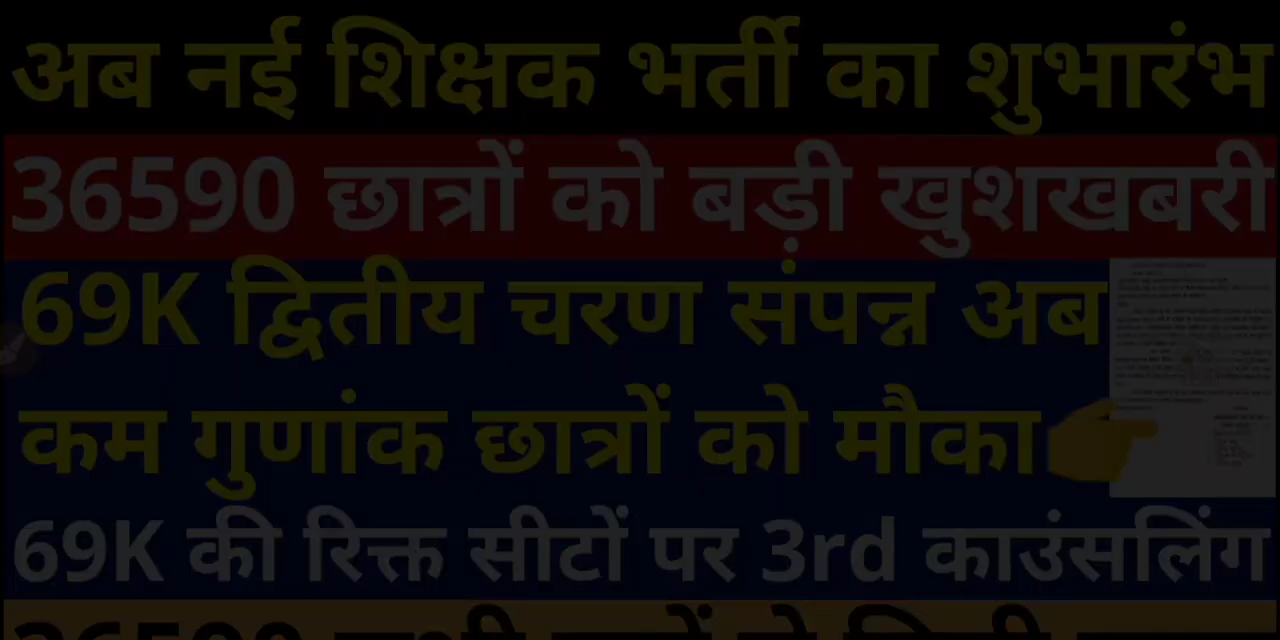 अब नई शिक्षक भर्ती का शुभारंभ
36590 छात्रों को बड़ी खुशखबरी
69K द्वितीय चरण संपन्न अब
कम गुणांक छात्रों को मौका
69K की रिक्त सीटों पर 3rd काउंसलिंग